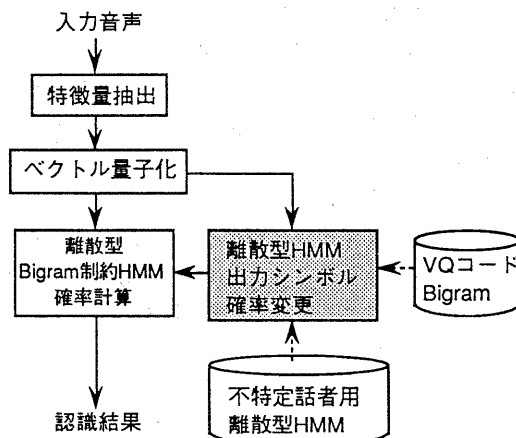 入力音声
特徴量抽出
ベクトル量子化
離散型
Bigram制約HMM
確率計算
離散型HMM
出力シンボル
確率変更
VQコード
Bigram
不特定話者用
離散型HMM
認識結果